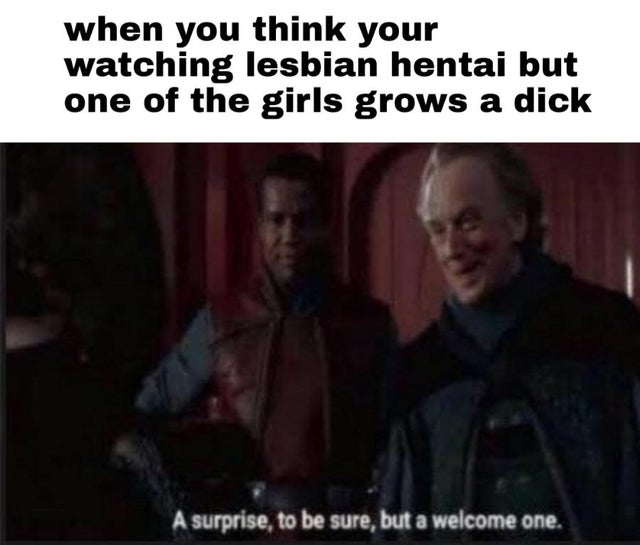 when you think your
watching lesbian hentai but
one of the girls grows a dick
A surprise, to be sure, but a welcome one.